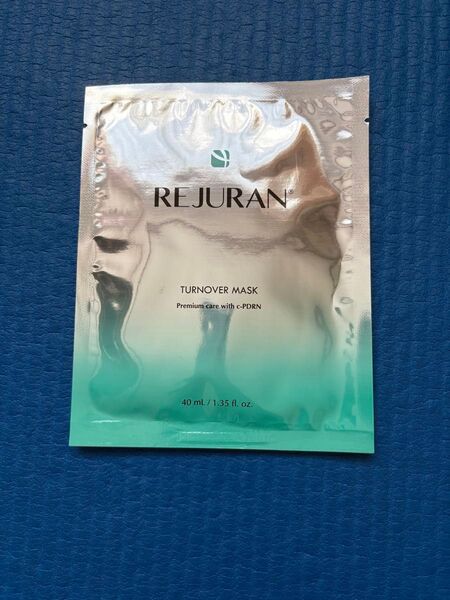 REJURAN®
TURNOVER MASK
Premium care with c-PDRN
40 ml. / 1.35 fl. oz.